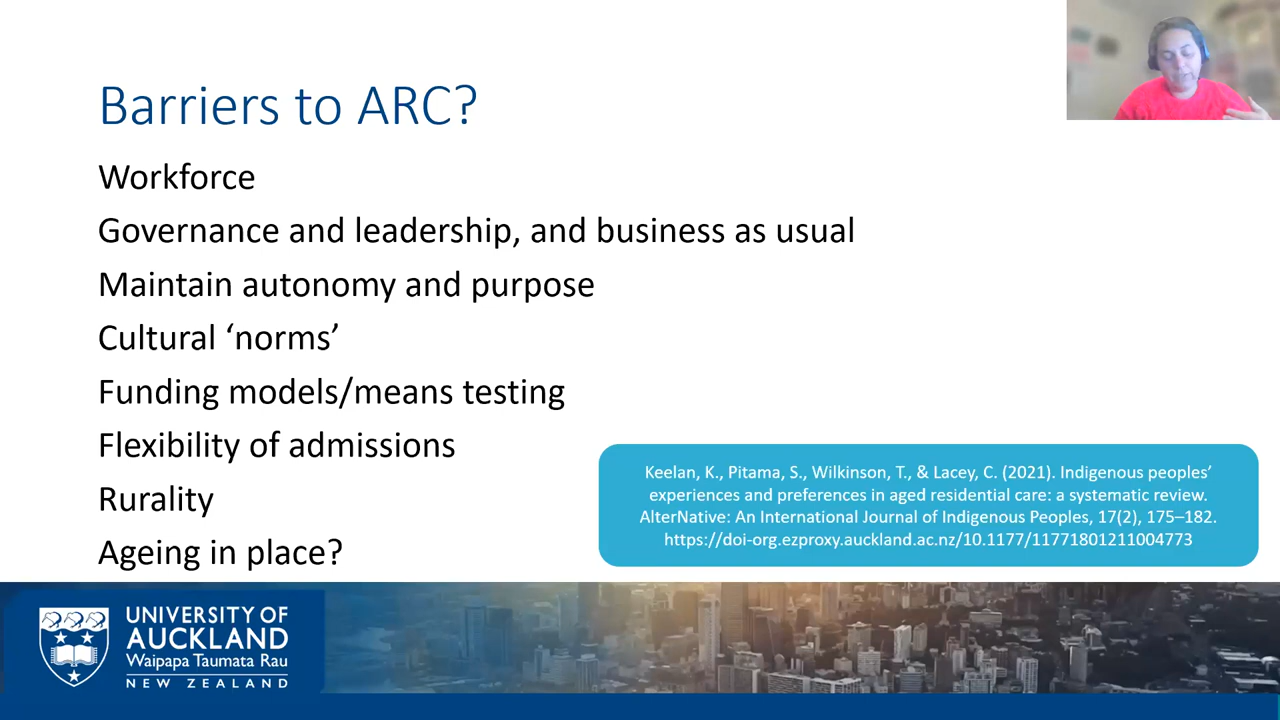 Barriers to ARC?
Workforce
Governance and leadership, and business as usual
Maintain autonomy and purpose
Cultural ‘norms’
Funding models/means testing
Flexibility of admissions
Rurality
Ageing in place?
Keelan, K., Pitama, S., Wilkinson, T., & Lacey, C. (2021). Indigenous peoples’
experiences and preferences in aged residential care: a systematic review.
AlterNative: An International Journal of Indigenous Peoples, 17(2), 175–182.
https://doi-org.ezproxy.auckland.ac.nz/10.1177/11771801211004773
UNIVERSITY OF
AUCKLAND
Waipapa Taumata Rau
NEW ZEALAND